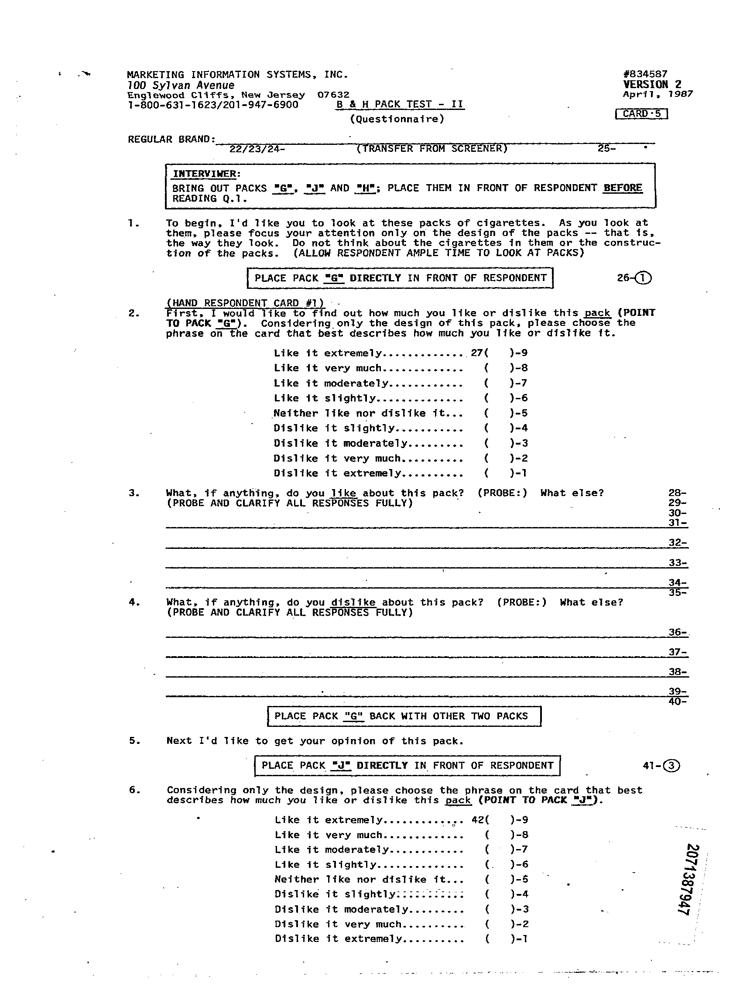 MARKETING INFORMATION SYSTEMS, INC. #834587
100 Sylvan Avenue VERSION 2
Englewood Cliffs, New Jersey 07632 April, 1987
1-800-631-1623/201-947-6900 B & H PACK TEST - II CARD-5
(Questionnaire)
REGULAR BRAND:
22/23/24- (TRANSFER FROM SCREENER) 25-
INTERVIWER:
BRING OUT PACKS "G", "J" AND "H"; PLACE THEM IN FRONT OF RESPONDENT BEFORE
READING Q.1.
1. To begin, I'd like you to look at these packs of cigarettes. As you look at
them, please focus your attention only on the design of the packs -- that is,
the way they look. Do not think about the cigarettes in them or the construc-
tion of the packs. (ALLOW RESPONDENT AMPLE TIME TO LOOK AT PACKS)
PLACE PACK "G" DIRECTLY IN FRONT OF RESPONDENT 26-1
(HAND RESPONDENT CARD #1)
2. First, I would like to find out how much you like or dislike this pack (POINT
TO PACK "G"). Considering only the design of this pack, please choose the
phrase on the card that best describes how much you like or dislike it.
Like it extremely............. 27( )-9
Like it very much............. ( )-8
Like it moderately............ ( )-7
Like it slightly.............. ( )-6
Neither like nor dislike it... ( )-5
Dislike it slightly........... ( )-4
Dislike it moderately......... ( )-3
Dislike it very much.......... ( )-2
Dislike it extremely.......... ( )-1
3. What, if anything, do you like about this pack? (PROBE:) What else? 28-
(PROBE AND CLARIFY ALL RESPONSES FULLY) 29-
30-
31-
32-
33-
34-
35-
4. What, if anything, do you dislike about this pack? (PROBE:) What else?
(PROBE AND CLARIFY ALL RESPONSES FULLY)
36-
37-
38-
39-
40-
PLACE PACK "G" BACK WITH OTHER TWO PACKS
5. Next I'd like to get your opinion of this pack.
PLACE PACK "J" DIRECTLY IN FRONT OF RESPONDENT 41-3
6. Considering only the design, please choose the phrase on the card that best
describes how much you like or dislike this pack (POINT TO PACK "J").
Like it extremely............. 42( )-9
Like it very much............. ( )-8
Like it moderately............ ( )-7
Like it slightly.............. ( )-6
Neither like nor dislike it... ( )-5
Dislike it slightly........... ( )-4
Dislike it moderately......... ( )-3
Dislike it very much.......... ( )-2
Dislike it extremely.......... ( )-1
2071387947